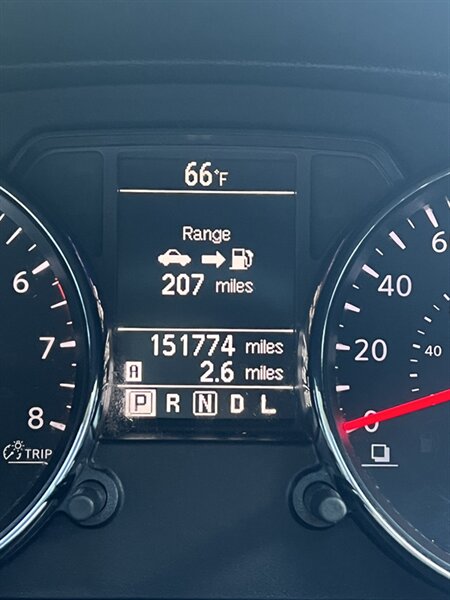 66°F
Range
207 miles
151774 miles
A 2.6 miles
P R N D L
6
7
8
TRIP
6
40
20
0
40